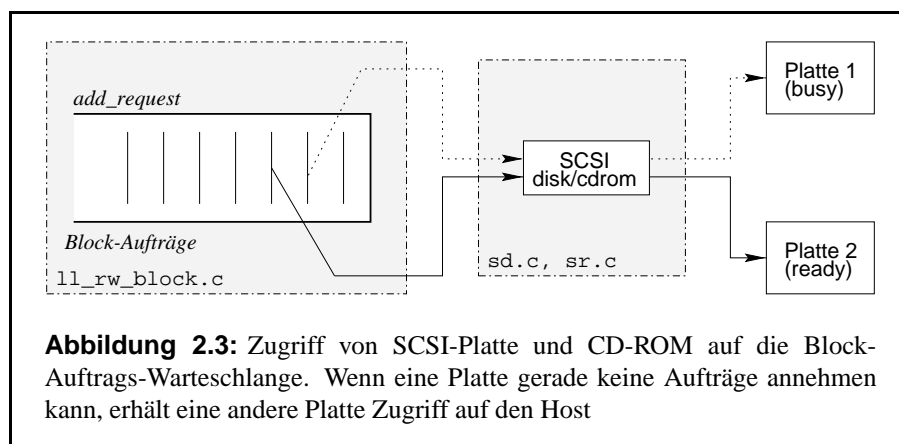 add_request
Block-Aufträge
ll_rw_block.c
SCSI
disk/cdrom
sd.c, sr.c
Platte 1
(busy)
Platte 2
(ready)
Abbildung 2.3: Zugriff von SCSI-Platte und CD-ROM auf die Block-
Auftrags-Warteschlange. Wenn eine Platte gerade keine Aufträge annehmen
kann, erhält eine andere Platte Zugriff auf den Host